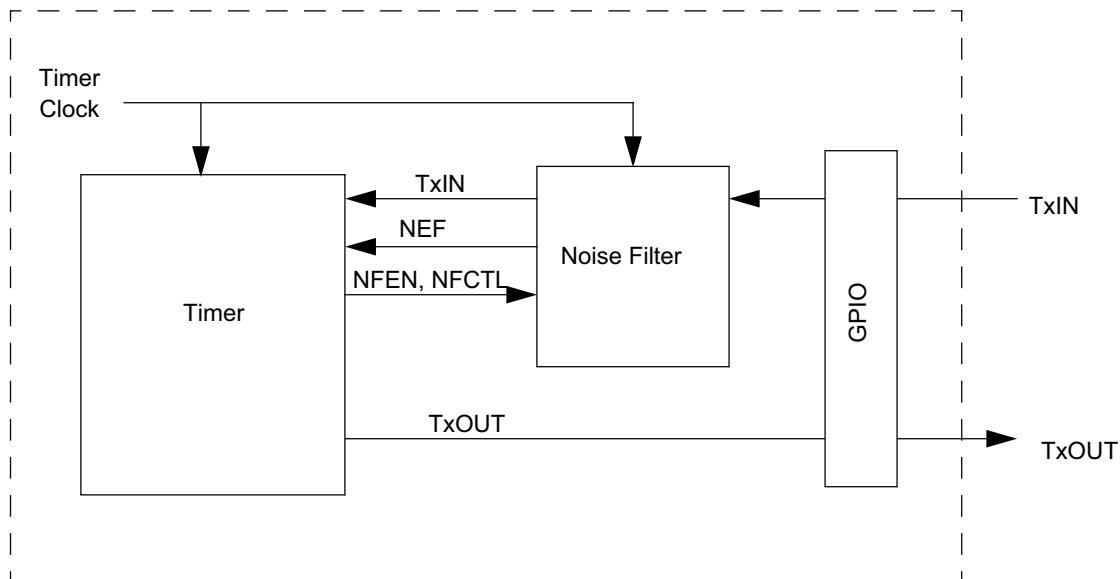 Timer
Clock
TxIN
TxIN
NEF
Noise Filter
NFEN, NFCTL
Timer
GPIO
TxOUT
TxOUT